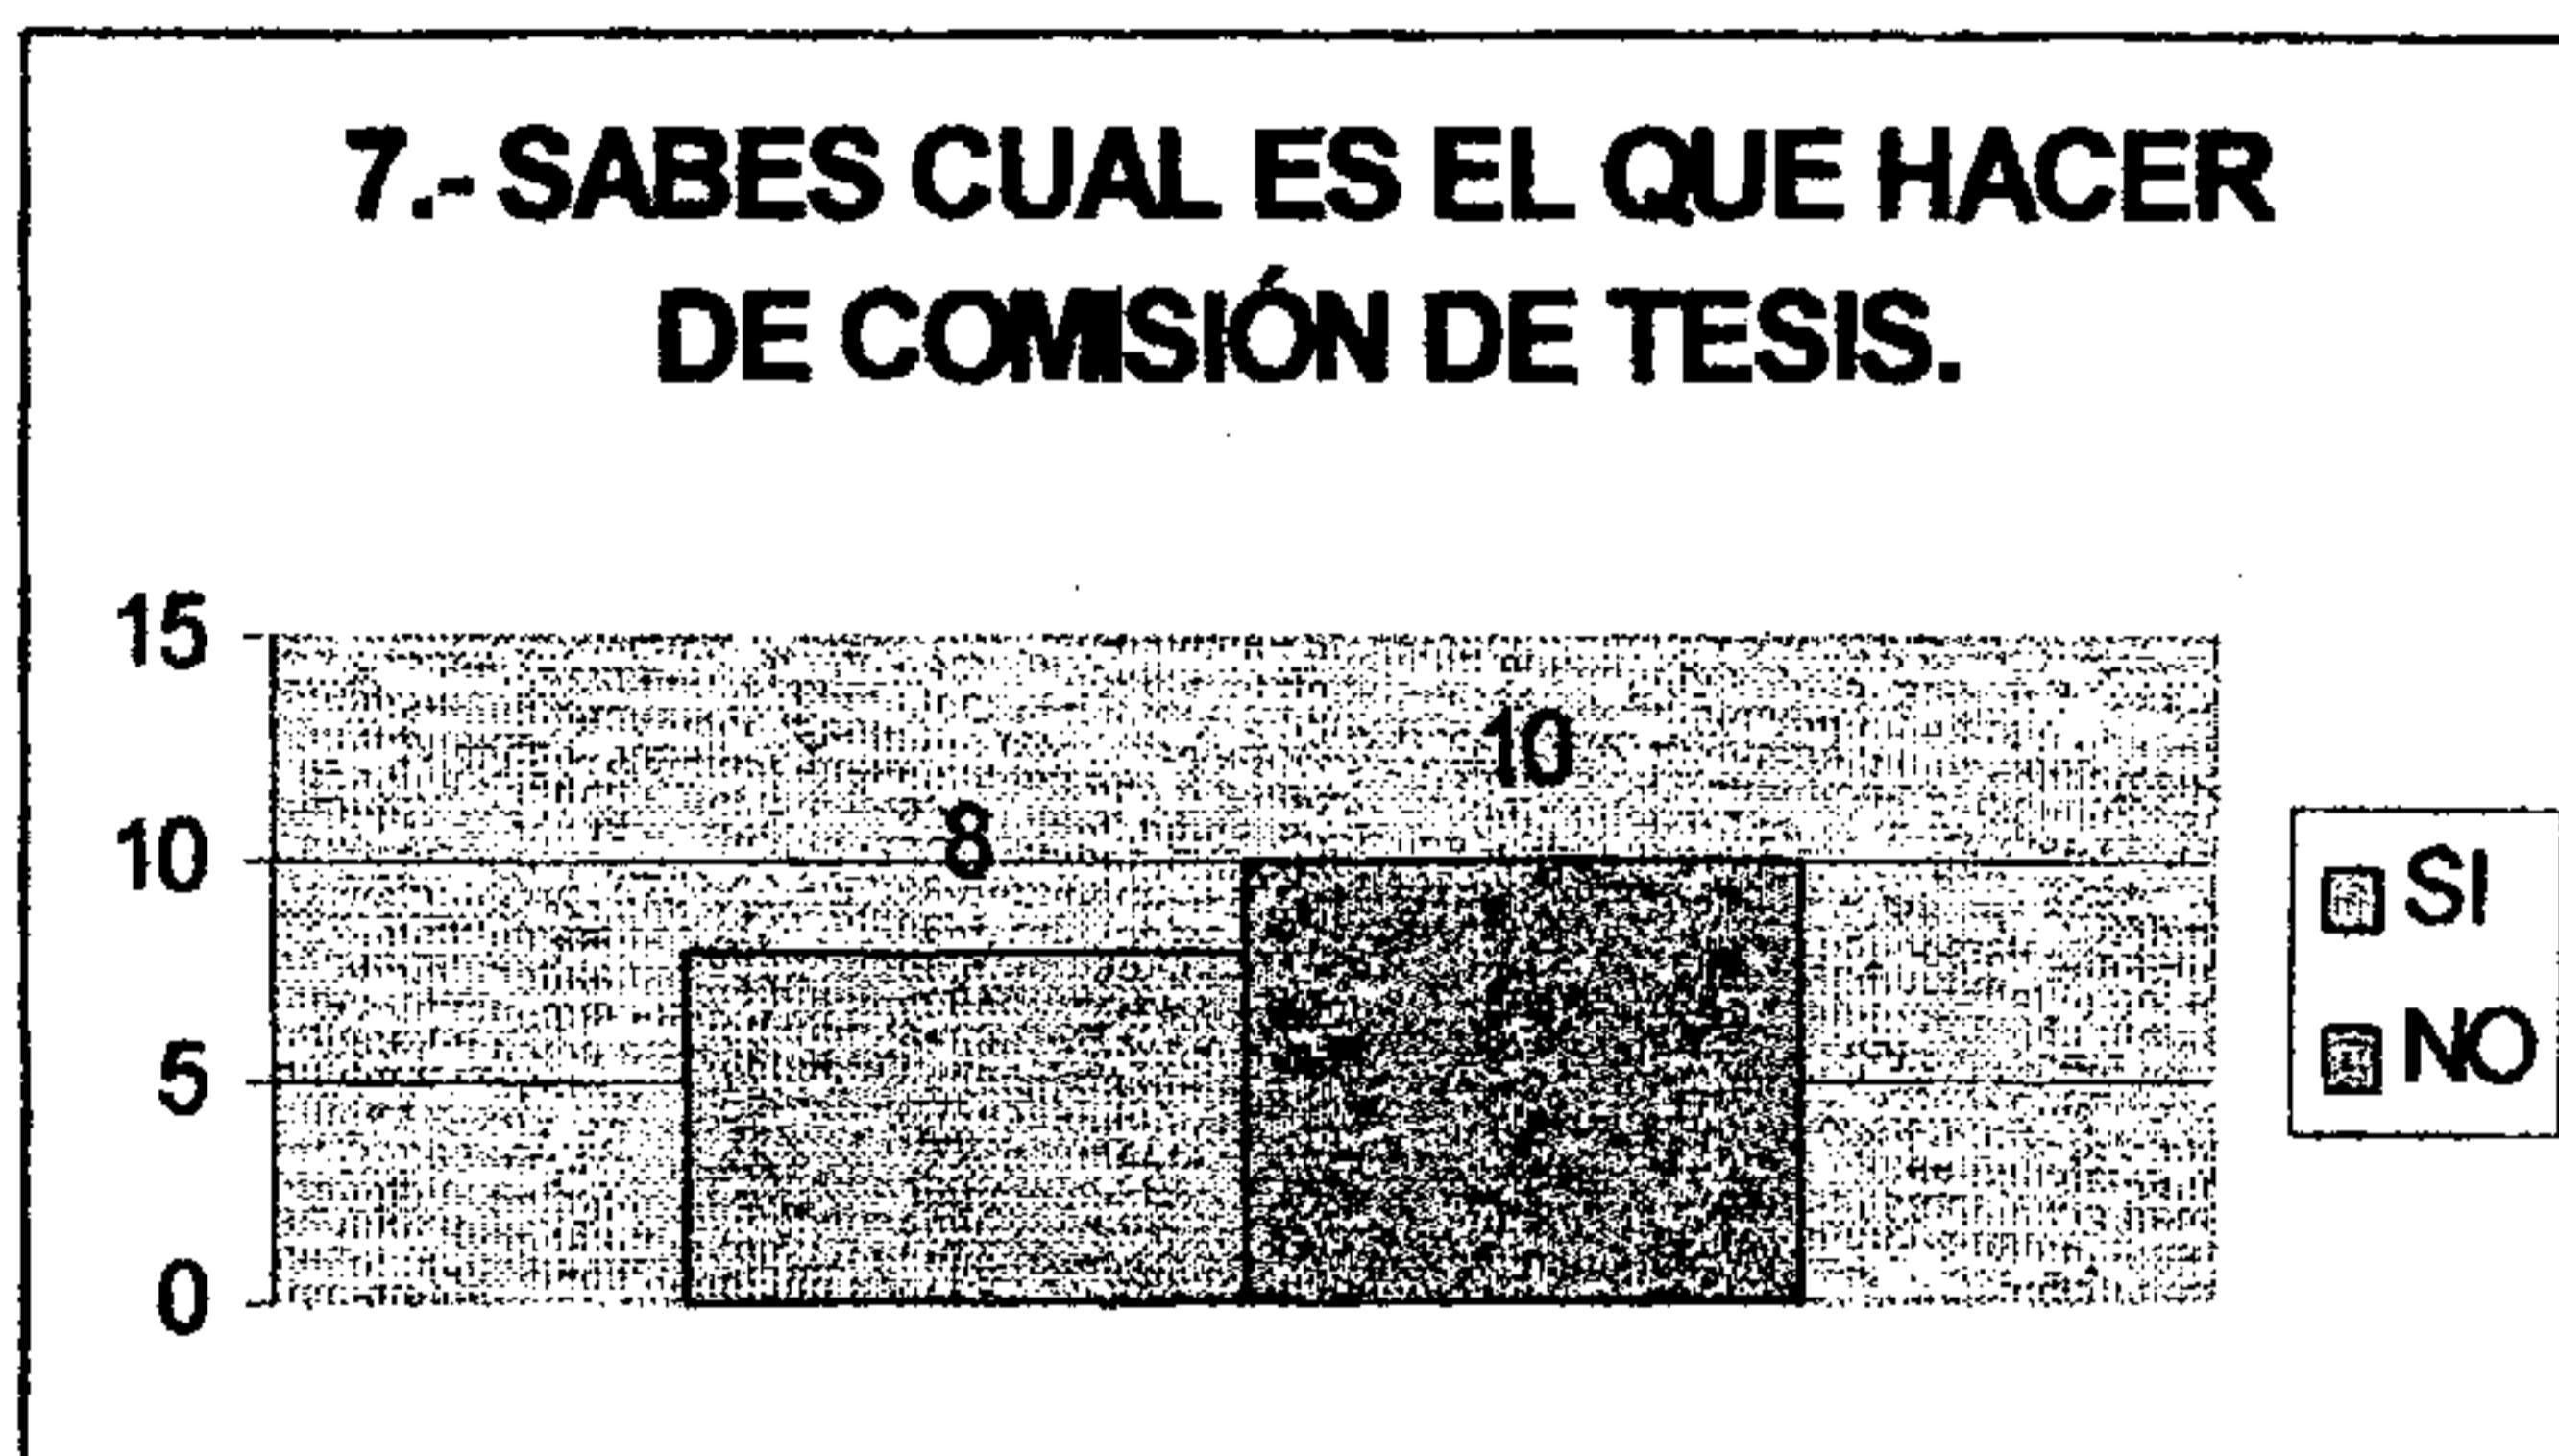 7.- SABES CUAL ES EL QUE HACER
DE COMISIÓN DE TESIS.
15
10
5
0
8
10
SI
NO